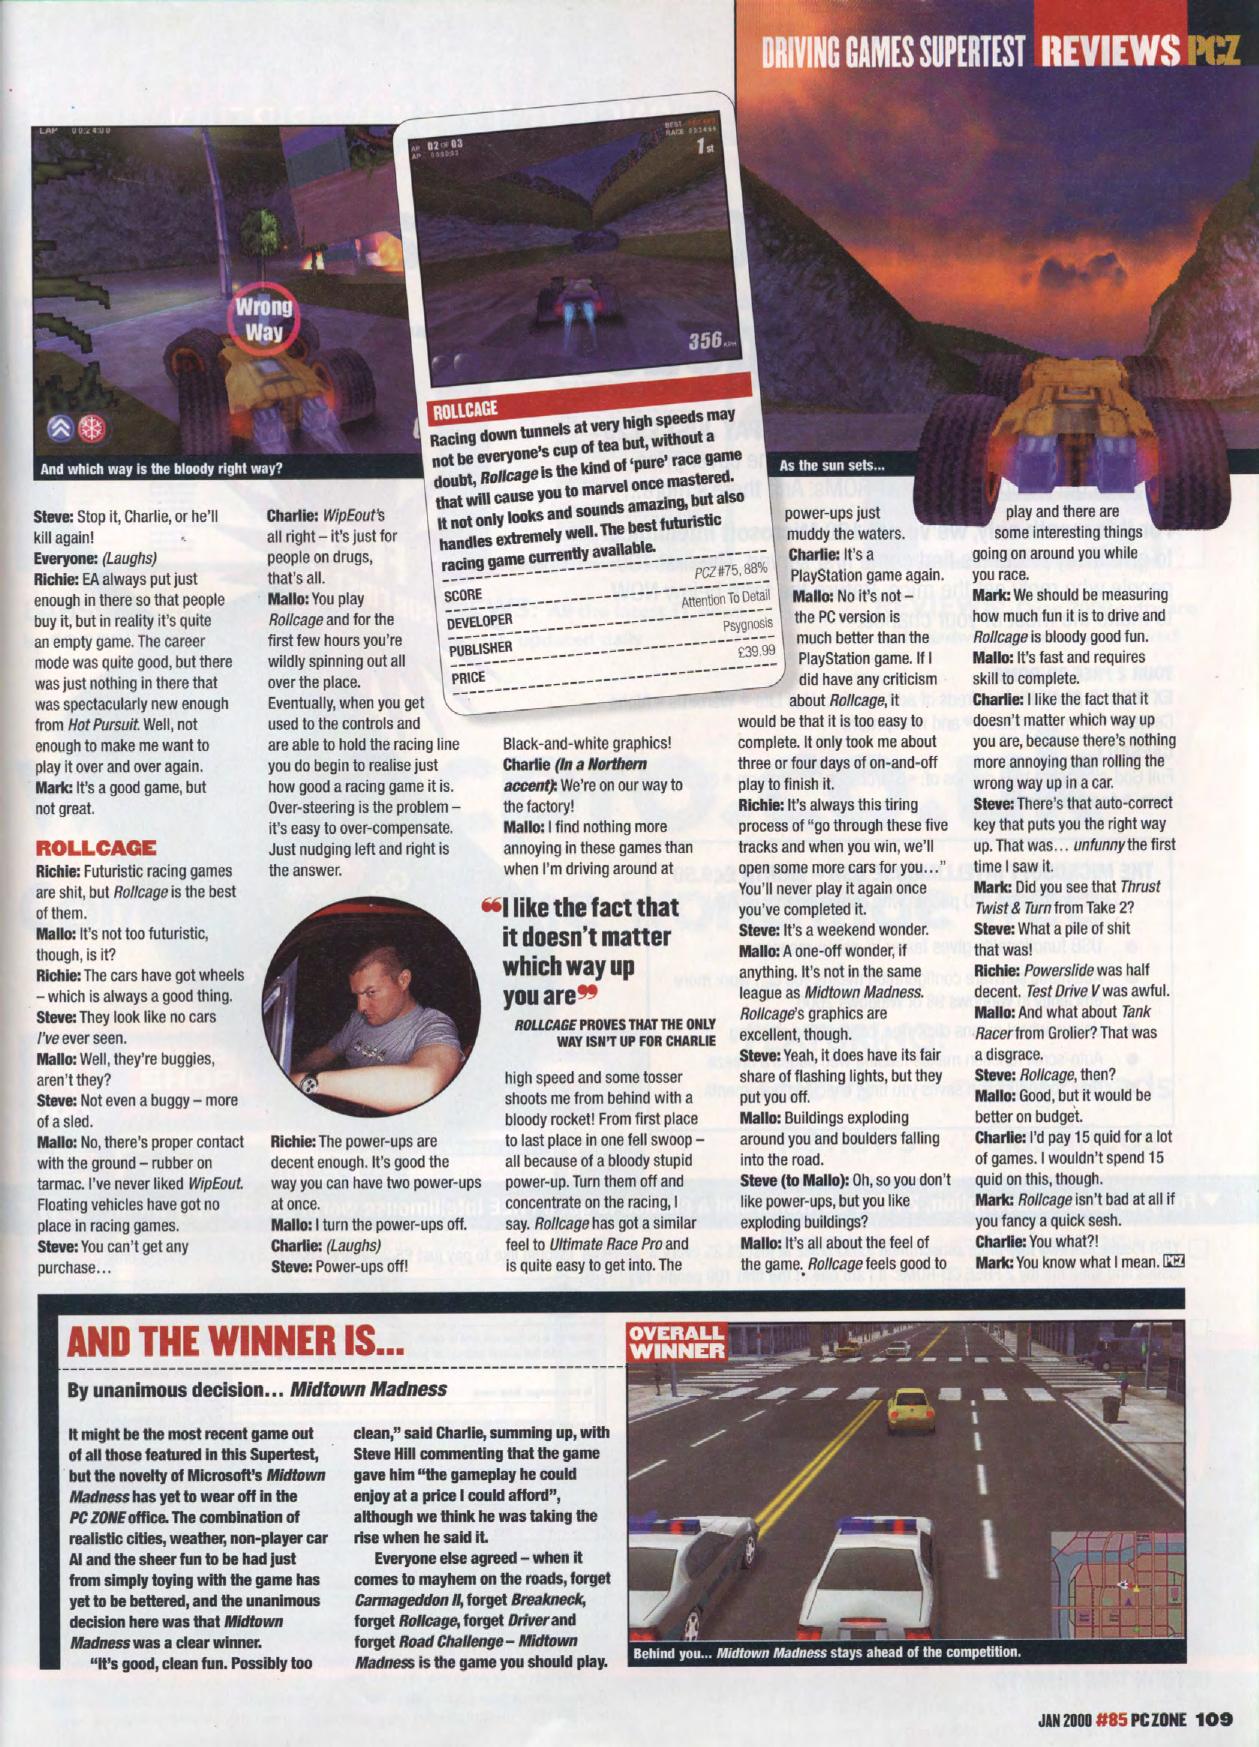 DRIVING GAMES SUPERTEST REVIEWS PCZ
LAP 00:24:00
Wrong
Way
And which way is the bloody right way?
02 OF 03
1st
356 KPH
ROLLCAGE
Racing down tunnels at very high speeds may
not be everyone's cup of tea but, without a
doubt, Rollcage is the kind of 'pure' race game
that will cause you to marvel once mastered.
It not only looks and sounds amazing, but also
handles extremely well. The best futuristic
racing game currently available.
SCORE PCZ #75, 88%
DEVELOPER Attention To Detail
PUBLISHER Psygnosis
PRICE £39.99
As the sun sets...
Steve: Stop it, Charlie, or he'll
kill again!
Everyone: (Laughs)
Richie: EA always put just
enough in there so that people
buy it, but in reality it's quite
an empty game. The career
mode was quite good, but there
was just nothing in there that
was spectacularly new enough
from Hot Pursuit. Well, not
enough to make me want to
play it over and over again.
Mark: It's a good game, but
not great.
ROLLCAGE
Richie: Futuristic racing games
are shit, but Rollcage is the best
of them.
Mallo: It's not too futuristic,
though, is it?
Richie: The cars have got wheels
– which is always a good thing.
Steve: They look like no cars
I've ever seen.
Mallo: Well, they're buggies,
aren't they?
Steve: Not even a buggy – more
of a sled.
Mallo: No, there's proper contact
with the ground – rubber on
tarmac. I've never liked WipEout.
Floating vehicles have got no
place in racing games.
Steve: You can't get any
purchase...
Charlie: WipEout's
all right – it's just for
people on drugs,
that's all.
Mallo: You play
Rollcage and for the
first few hours you're
wildly spinning out all
over the place.
Eventually, when you get
used to the controls and
are able to hold the racing line
you do begin to realise just
how good a racing game it is.
Over-steering is the problem –
it's easy to over-compensate.
Just nudging left and right is
the answer.
Richie: The power-ups are
decent enough. It's good the
way you can have two power-ups
at once.
Mallo: I turn the power-ups off.
Charlie: (Laughs)
Steve: Power-ups off!
Black-and-white graphics!
Charlie (In a Northern
accent): We're on our way to
the factory!
Mallo: I find nothing more
annoying in these games than
when I'm driving around at
“I like the fact that
it doesn't matter
which way up
you are”
ROLLCAGE PROVES THAT THE ONLY
WAY ISN'T UP FOR CHARLIE
high speed and some tosser
shoots me from behind with a
bloody rocket! From first place
to last place in one fell swoop –
all because of a bloody stupid
power-up. Turn them off and
concentrate on the racing, I
say. Rollcage has got a similar
feel to Ultimate Race Pro and
is quite easy to get into. The
power-ups just
muddy the waters.
Charlie: It's a
PlayStation game again.
Mallo: No it's not –
the PC version is
much better than the
PlayStation game. If I
did have any criticism
about Rollcage, it
would be that it is too easy to
complete. It only took me about
three or four days of on-and-off
play to finish it.
Richie: It's always this tiring
process of “go through these five
tracks and when you win, we'll
open some more cars for you...”
You'll never play it again once
you've completed it.
Steve: It's a weekend wonder.
Mallo: A one-off wonder, if
anything. It's not in the same
league as Midtown Madness.
Rollcage's graphics are
excellent, though.
Steve: Yeah, it does have its fair
share of flashing lights, but they
put you off.
Mallo: Buildings exploding
around you and boulders falling
into the road.
Steve (to Mallo): Oh, so you don't
like power-ups, but you like
exploding buildings?
Mallo: It's all about the feel of
the game. Rollcage feels good to
play and there are
some interesting things
going on around you while
you race.
Mark: We should be measuring
how much fun it is to drive and
Rollcage is bloody good fun.
Mallo: It's fast and requires
skill to complete.
Charlie: I like the fact that it
doesn't matter which way up
you are, because there's nothing
more annoying than rolling the
wrong way up in a car.
Steve: There's that auto-correct
key that puts you the right way
up. That was... unfunny the first
time I saw it.
Mark: Did you see that Thrust
Twist & Turn from Take 2?
Steve: What a pile of shit
that was!
Richie: Powerslide was half
decent. Test Drive V was awful.
Mallo: And what about Tank
Racer from Grolier? That was
a disgrace.
Steve: Rollcage, then?
Mallo: Good, but it would be
better on budget.
Charlie: I'd pay 15 quid for a lot
of games. I wouldn't spend 15
quid on this, though.
Mark: Rollcage isn't bad at all if
you fancy a quick sesh.
Charlie: You what?!
Mark: You know what I mean. PCZ
AND THE WINNER IS...
By unanimous decision... Midtown Madness
It might be the most recent game out
of all those featured in this Supertest,
but the novelty of Microsoft's Midtown
Madness has yet to wear off in the
PC ZONE office. The combination of
realistic cities, weather, non-player car
AI and the sheer fun to be had just
from simply toying with the game has
yet to be bettered, and the unanimous
decision here was that Midtown
Madness was a clear winner.
“It's good, clean fun. Possibly too
clean,” said Charlie, summing up, with
Steve Hill commenting that the game
gave him “the gameplay he could
enjoy at a price I could afford”,
although we think he was taking the
rise when he said it.
Everyone else agreed – when it
comes to mayhem on the roads, forget
Carmageddon II, forget Breakneck,
forget Rollcage, forget Driver and
forget Road Challenge – Midtown
Madness is the game you should play.
OVERALL
WINNER
Behind you... Midtown Madness stays ahead of the competition.
JAN 2000 #85 PC ZONE 109